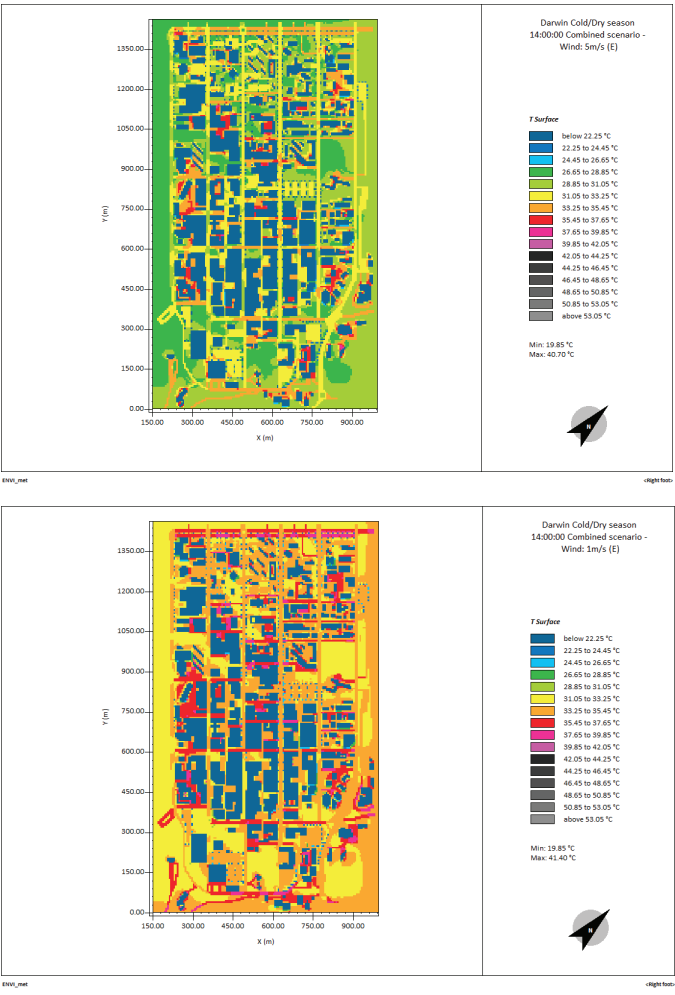 Darwin Cold/Dry season
14:00:00 Combined scenario -
Wind: 5m/s (E)
1350.00
1200.00
1050.00
900.00
750.00
600.00
450.00
300.00
150.00
0.00
Y (m)
150.00 300.00 450.00 600.00 750.00 900.00
X (m)
T Surface
below 22.25 °C
22.25 to 24.45 °C
24.45 to 26.65 °C
26.65 to 28.85 °C
28.85 to 31.05 °C
31.05 to 33.25 °C
33.25 to 35.45 °C
35.45 to 37.65 °C
37.65 to 39.85 °C
39.85 to 42.05 °C
42.05 to 44.25 °C
44.25 to 46.45 °C
46.45 to 48.65 °C
48.65 to 50.85 °C
50.85 to 53.05 °C
above 53.05 °C
Min: 19.85 °C
Max: 40.70 °C
N
ENVI_met
<Right foot>
Darwin Cold/Dry season
14:00:00 Combined scenario -
Wind: 1m/s (E)
1350.00
1200.00
1050.00
900.00
750.00
600.00
450.00
300.00
150.00
0.00
Y (m)
150.00 300.00 450.00 600.00 750.00 900.00
X (m)
T Surface
below 22.25 °C
22.25 to 24.45 °C
24.45 to 26.65 °C
26.65 to 28.85 °C
28.85 to 31.05 °C
31.05 to 33.25 °C
33.25 to 35.45 °C
35.45 to 37.65 °C
37.65 to 39.85 °C
39.85 to 42.05 °C
42.05 to 44.25 °C
44.25 to 46.45 °C
46.45 to 48.65 °C
48.65 to 50.85 °C
50.85 to 53.05 °C
above 53.05 °C
Min: 19.85 °C
Max: 41.40 °C
N
ENVI_met
<Right foot>